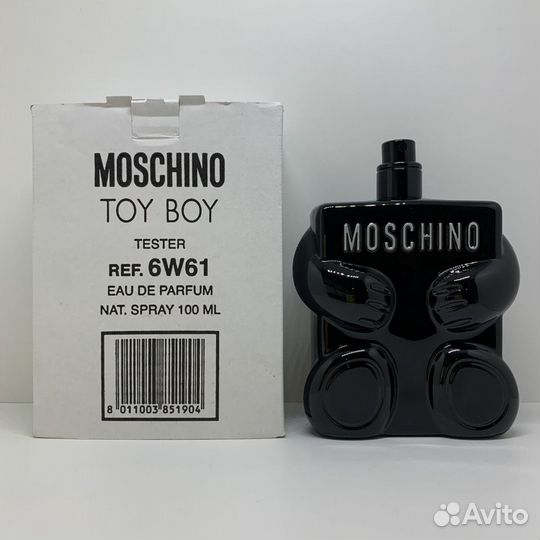 MOSCHINO
TOY BOY
TESTER
REF. 6W61
EAU DE PARFUM
NAT. SPRAY 100 ML
8 011003 851904
MOSCHINO
Avito